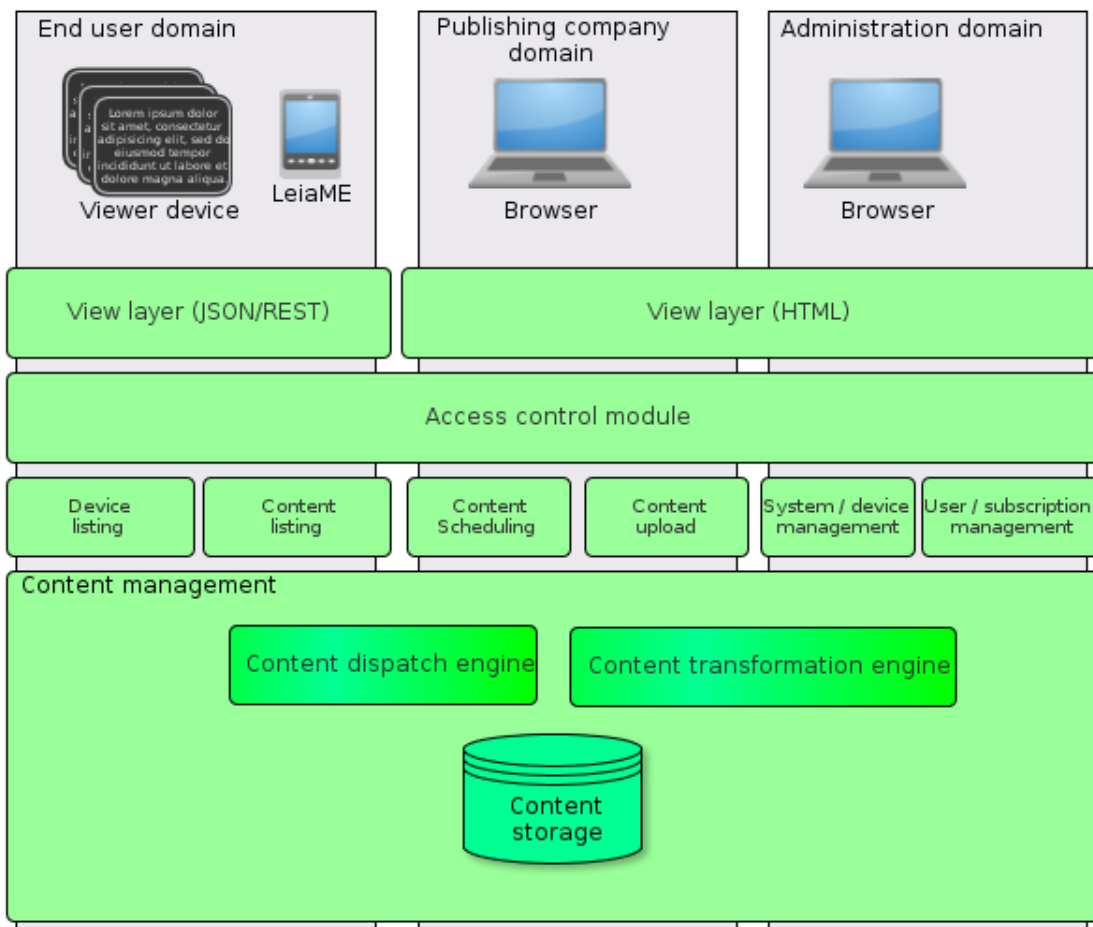 End user domain
Publishing company
domain
Administration domain
Lorem ipsum dolor
sit amet, consectetur
adipisicing elit, sed do
eiusmod tempor
incididunt ut labore et
dolore magna aliqua.
Viewer device
LeiaME
Browser
Browser
View layer (JSON/REST)
View layer (HTML)
Access control module
Device
listing
Content
listing
Content
Scheduling
Content
upload
System / device
management
User / subscription
management
Content management
Content dispatch engine
Content transformation engine
Content
storage